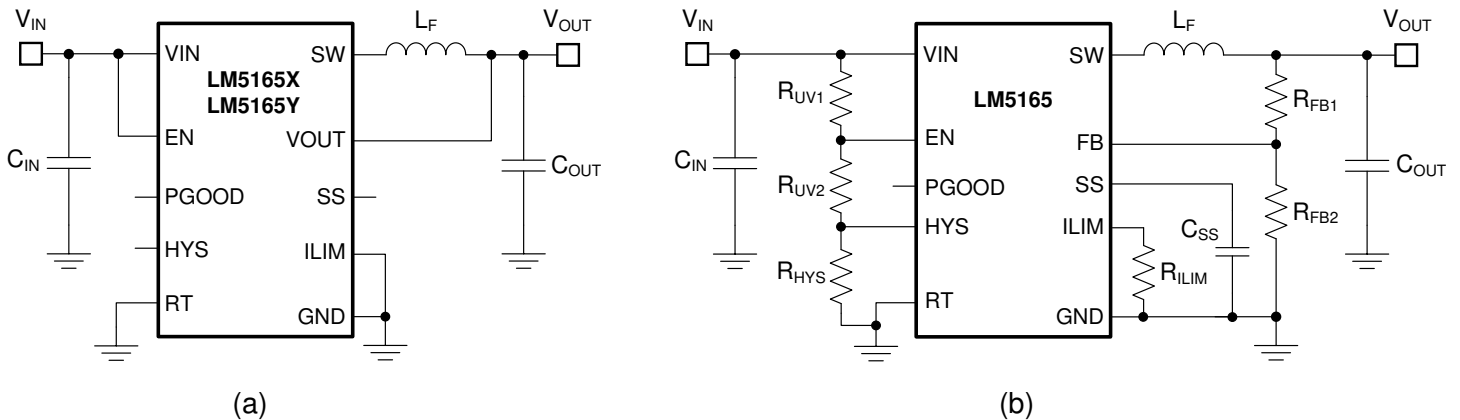 V_IN
L_F
V_OUT
VIN
SW
LM5165X
LM5165Y
EN
VOUT
C_IN
C_OUT
PGOOD
SS
HYS
ILIM
RT
GND
(a)
V_IN
L_F
V_OUT
VIN
SW
R_UV1
LM5165
R_FB1
EN
FB
C_IN
R_UV2
PGOOD
SS
C_OUT
HYS
ILIM
C_SS
R_FB2
R_HYS
R_ILIM
RT
GND
(b)